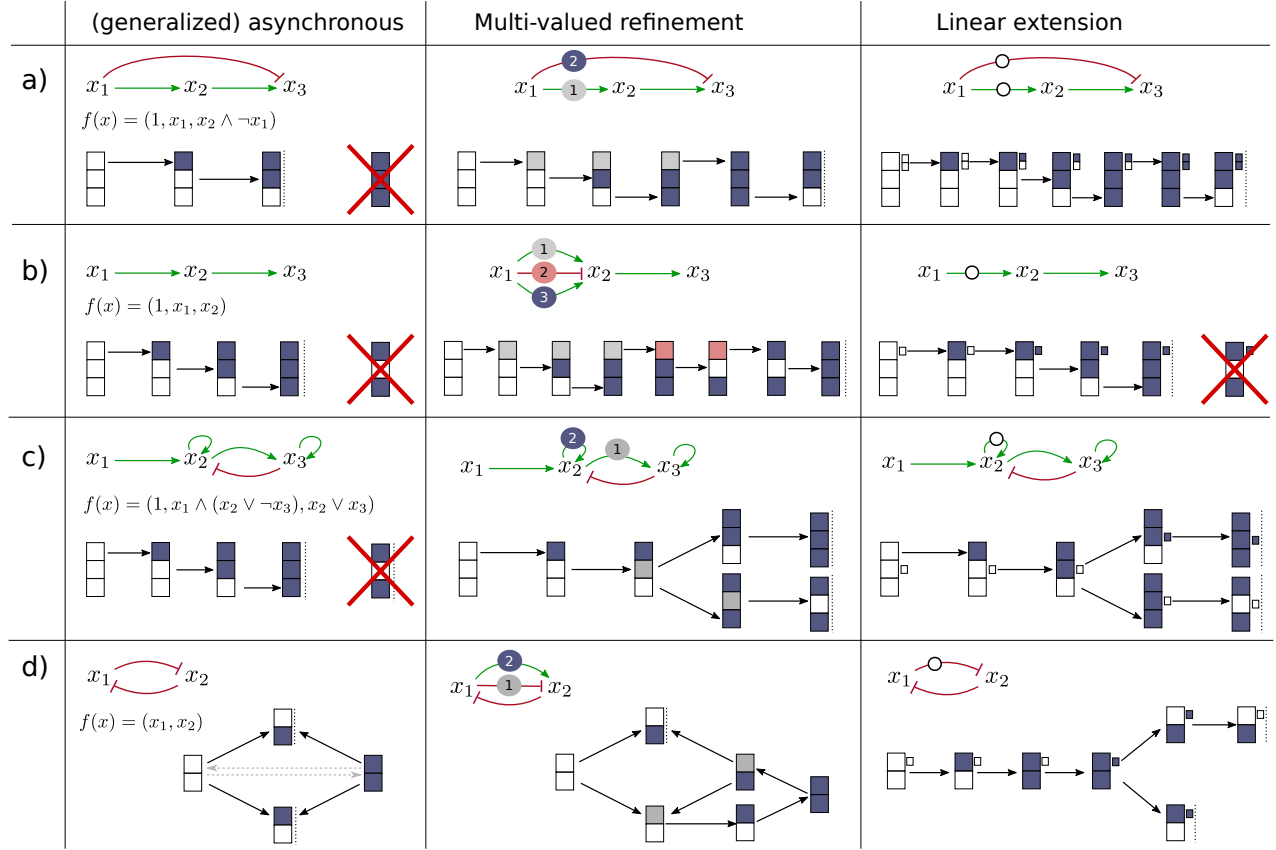 (generalized) asynchronous
Multi-valued refinement
Linear extension
a)
x₁ x₂ x₃
f(x) = (1, x₁, x₂ ∧ ¬x₁)
2
x₁ 1 x₂ x₃
x₁ x₂ x₃
b)
x₁ x₂ x₃
f(x) = (1, x₁, x₂)
1
x₁ 2 x₂ x₃
3
x₁ x₂ x₃
c)
x₁ x₂ x₃
f(x) = (1, x₁ ∧ (x₂ ∨ ¬x₃), x₂ ∨ x₃)
2 1
x₁ x₂ x₃
x₁ x₂ x₃
d)
x₁ x₂
f(x) = (x₁, x₂)
2
x₁ 1 x₂
x₁ x₂